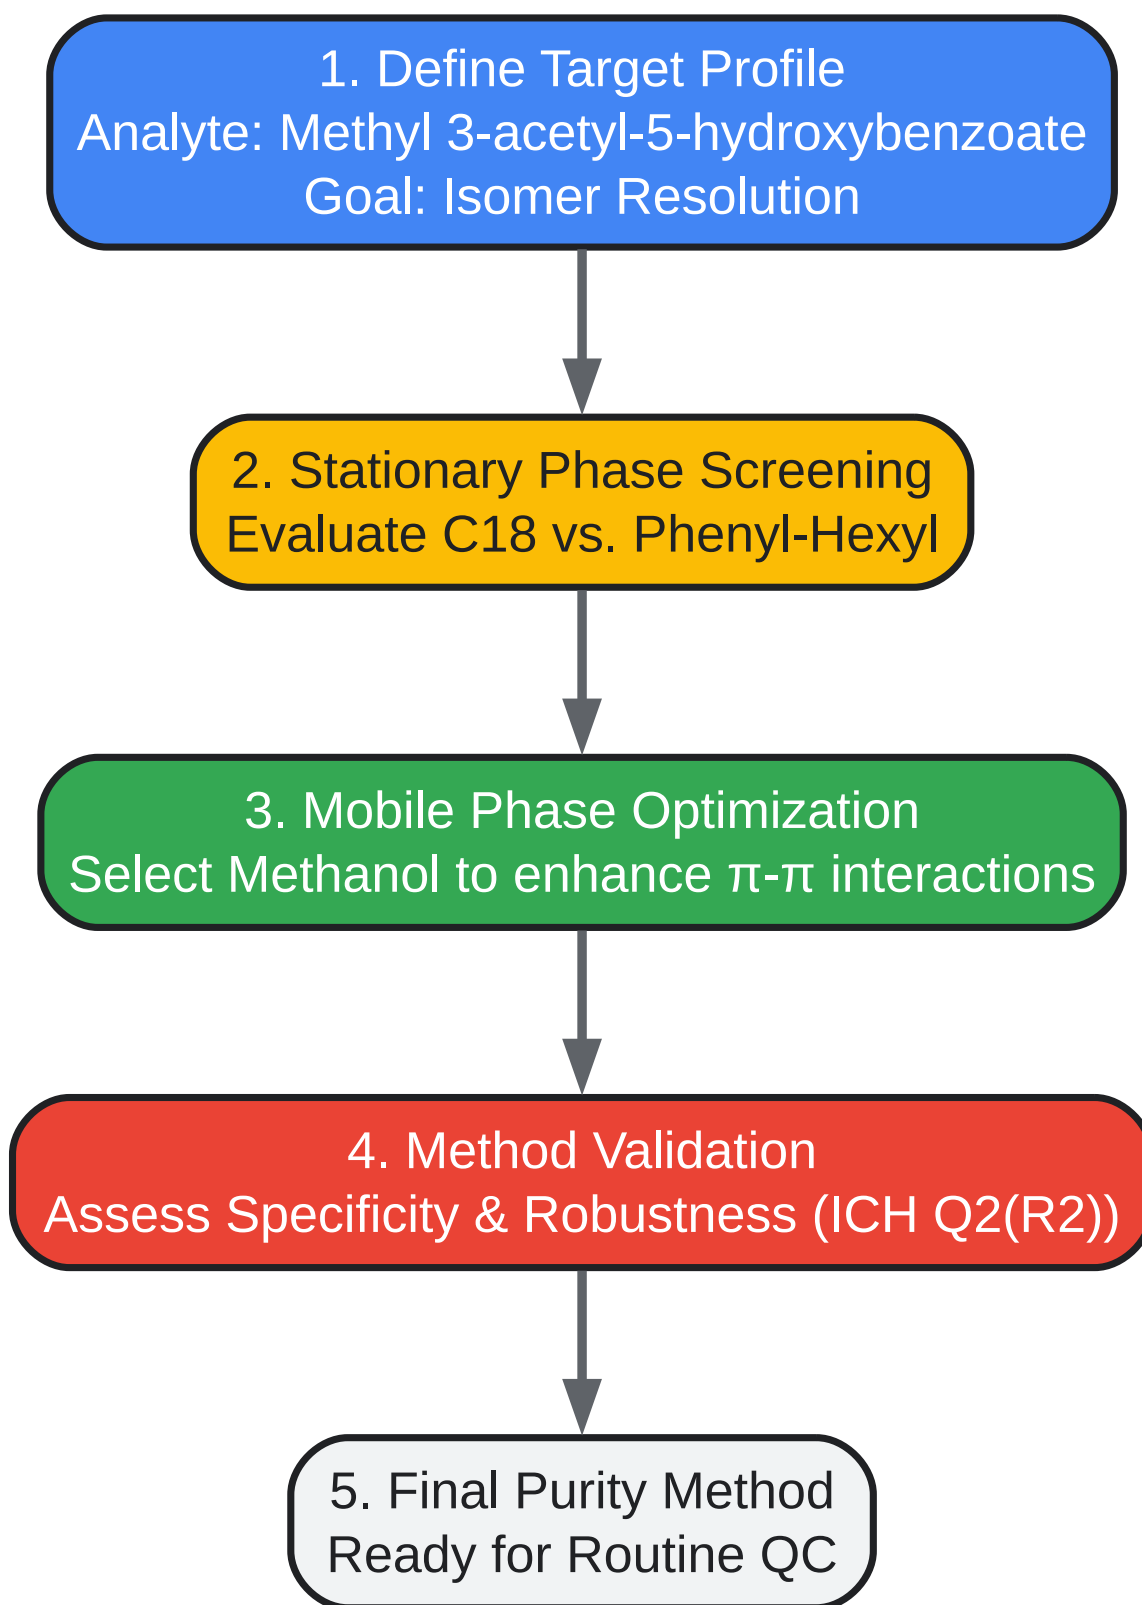 1. Define Target Profile
Analyte: Methyl 3-acetyl-5-hydroxybenzoate
Goal: Isomer Resolution
2. Stationary Phase Screening
Evaluate C18 vs. Phenyl-Hexyl
3. Mobile Phase Optimization
Select Methanol to enhance π-π interactions
4. Method Validation
Assess Specificity & Robustness (ICH Q2(R2))
5. Final Purity Method
Ready for Routine QC